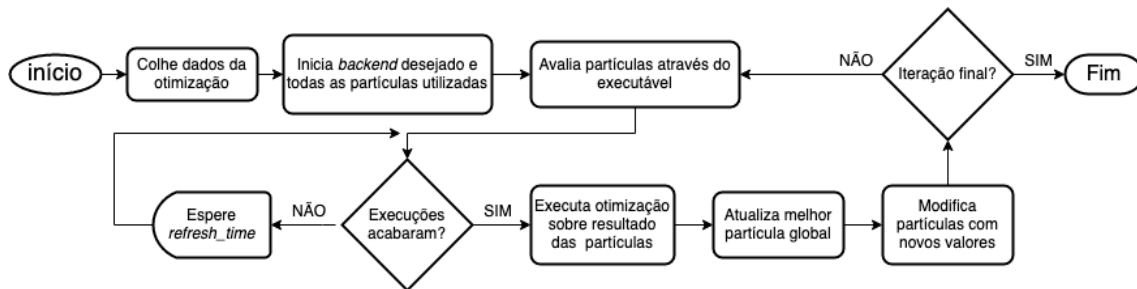 início
Colhe dados da
otimização
Inicia backend desejado e
todas as partículas utilizadas
Avalia partículas através do
executável
NÃO
Iteração final?
SIM
Fim
Espere
refresh_time
NÃO
Execuções
acabaram?
SIM
Executa otimização
sobre resultado
das partículas
Atualiza melhor
partícula global
Modifica
partículas com
novos valores